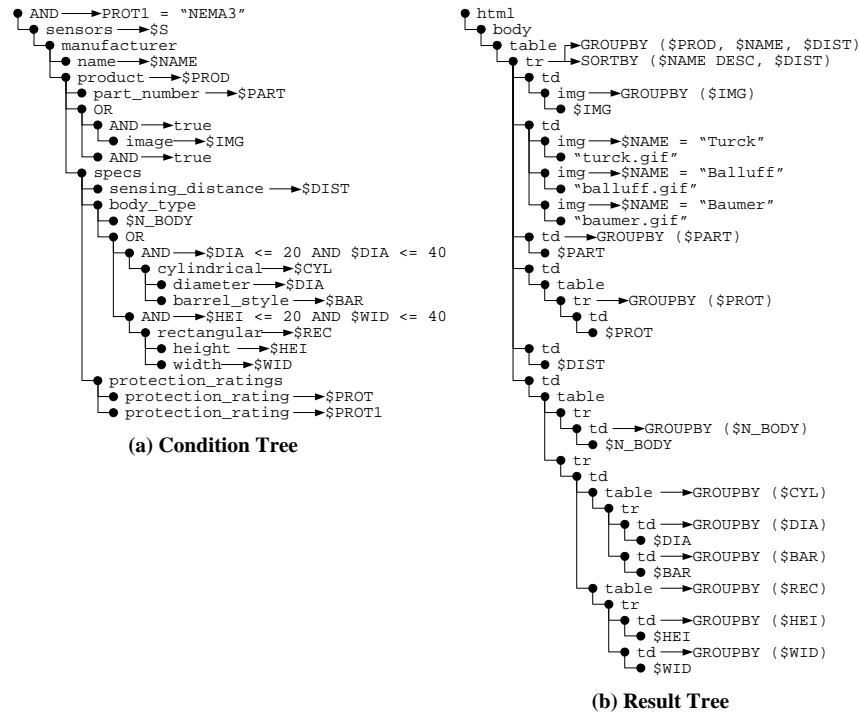 AND PROT1 = “NEMA3”
sensors $S
manufacturer
name $NAME
product $PROD
part_number $PART
OR
AND true
image $IMG
AND true
specs
sensing_distance $DIST
body_type
$N_BODY
OR
AND $DIA <= 20 AND $DIA <= 40
cylindrical $CYL
diameter $DIA
barrel_style $BAR
AND $HEI <= 20 AND $WID <= 40
rectangular $REC
height $HEI
width $WID
protection_ratings
protection_rating $PROT
protection_rating $PROT1
(a) Condition Tree
html
body
table GROUPBY ($PROD, $NAME, $DIST)
tr SORTBY ($NAME DESC, $DIST)
td
img GROUPBY ($IMG)
$IMG
td
img $NAME = “Turck”
“turck.gif”
img $NAME = “Balluff”
“balluff.gif”
img $NAME = “Baumer”
“baumer.gif”
td GROUPBY ($PART)
$PART
td
table
tr GROUPBY ($PROT)
td
$PROT
td
$DIST
td
table
tr
td GROUPBY ($N_BODY)
$N_BODY
tr
td
table GROUPBY ($CYL)
tr
td GROUPBY ($DIA)
$DIA
td GROUPBY ($BAR)
$BAR
table GROUPBY ($REC)
tr
td GROUPBY ($HEI)
$HEI
td GROUPBY ($WID)
$WID
(b) Result Tree